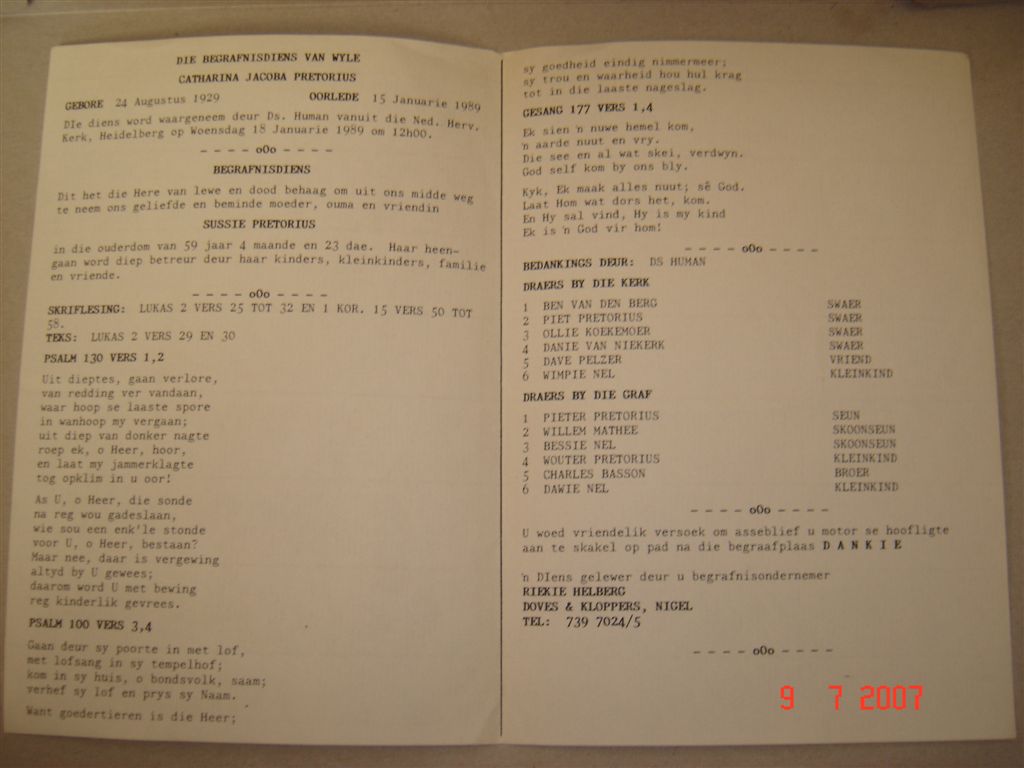 DIE BEGRAFNISDIENS VAN WYLE
CATHARINA JACOBA PRETORIUS
GEBORE 24 Augustus 1929 OORLEDE 15 Januarie 1989
DIe diens word waargeneem deur Ds. Human vanuit die Ned. Herv.
Kerk, Heidelberg op Woensdag 18 Januarie 1989 om 12h00.
- - - - oOo - - - -
BEGRAFNISDIENS
Dit het die Here van lewe en dood behaag om uit ons midde weg
te neem ons geliefde en beminde moeder, ouma en vriendin
SUSSIE PRETORIUS
in die ouderdom van 59 jaar 4 maande en 23 dae. Haar heen-
gaan word diep betreur deur haar kinders, kleinkinders, familie
en vriende.
- - - - oOo - - - -
SKRIFLESING: LUKAS 2 VERS 25 TOT 32 EN 1 KOR. 15 VERS 50 TOT
58.
TEKS: LUKAS 2 VERS 29 EN 30
PSALM 130 VERS 1,2
Uit dieptes, gaan verlore,
van redding ver vandaan,
waar hoop se laaste spore
in wanhoop my vergaan;
uit diep van donker nagte
roep ek, o Heer, hoor,
en laat my jammerklagte
tog opklim in u oor!
As U, o Heer, die sonde
na reg wou gadeslaan,
wie sou een enk'le stonde
voor U, o Heer, bestaan?
Maar nee, daar is vergewing
altyd by U gewees;
daarom word U met bewing
reg kinderlik gevrees.
PSALM 100 VERS 3,4
Gaan deur sy poorte in met lof,
met lofsang in sy tempelhof;
kom in sy huis, o bondsvolk, saam;
verhef sy lof en prys sy Naam.
Want goedertieren is die Heer;
sy goedheid eindig nimmermeer;
sy trou en waarheid hou hul krag
tot in die laaste nageslag.
GESANG 177 VERS 1,4
Ek sien 'n nuwe hemel kom,
'n aarde nuut en vry.
Die see en al wat skei, verdwyn.
God self kom by ons bly.
Kyk, Ek maak alles nuut; sê God.
Laat Hom wat dors het, kom.
En Hy sal vind, Hy is my kind
Ek is 'n God vir hom!
- - - - oOo - - - -
BEDANKINGS DEUR: DS HUMAN
DRAERS BY DIE KERK
1 BEN VAN DEN BERG SWAER
2 PIET PRETORIUS SWAER
3 OLLIE KOEKEMOER SWAER
4 DANIE VAN NIEKERK SWAER
5 DAVE PELZER VRIEND
6 WIMPIE NEL KLEINKIND
DRAERS BY DIE GRAF
1 PIETER PRETORIUS SEUN
2 WILLEM MATHEE SKOONSEUN
3 BESSIE NEL SKOONSEUN
4 WOUTER PRETORIUS KLEINKIND
5 CHARLES BASSON BROER
6 DAWIE NEL KLEINKIND
- - - - oOo - - - -
U woed vriendelik versoek om asseblief u motor se hoofligte
aan te skakel op pad na die begraafplaas D A N K I E
'n DIens gelewer deur u begrafnisondernemer
RIEKIE HELBERG
DOVES & KLOPPERS, NIGEL
TEL: 739 7024/5
- - - - oOo - - - -
9 7 2007